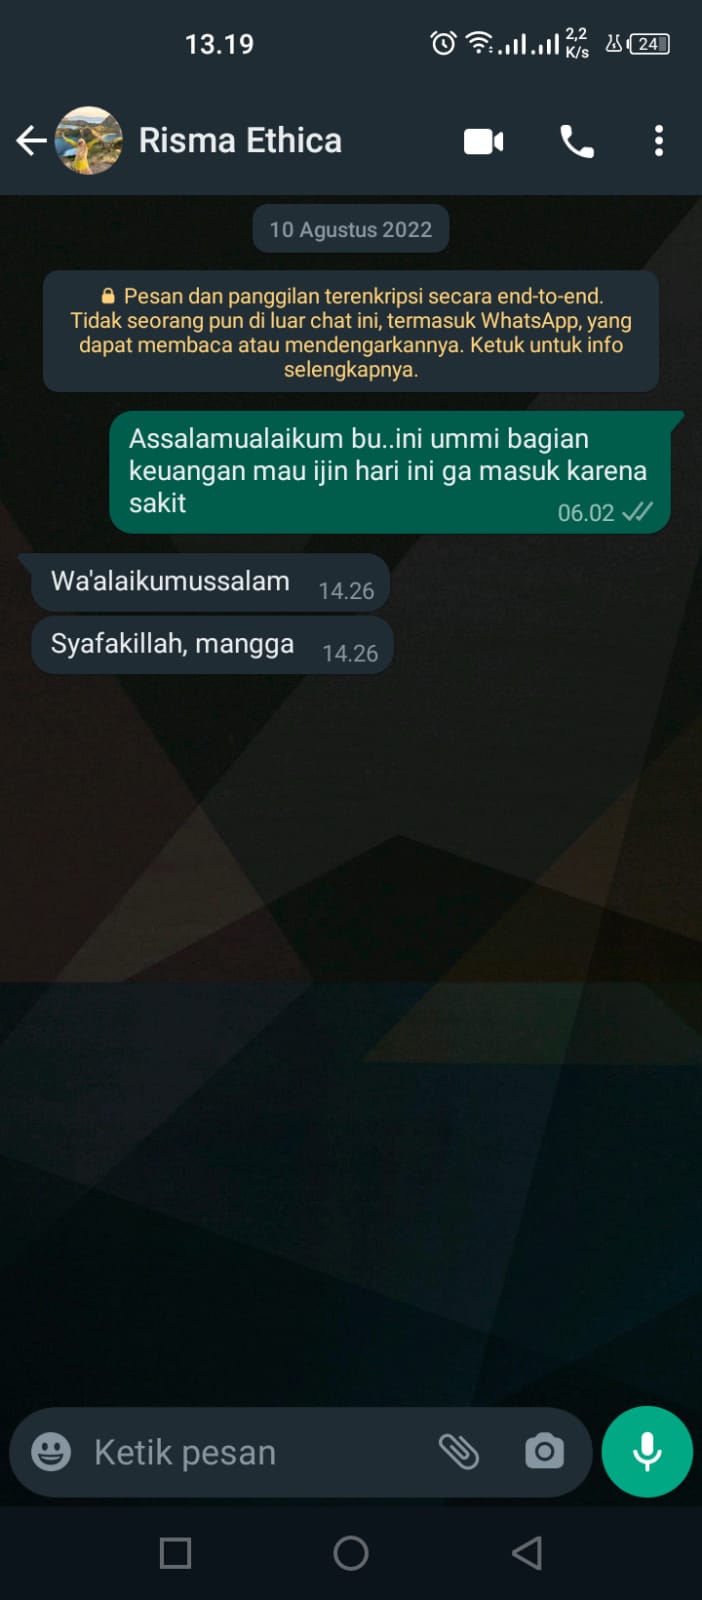 13.19
2,2
K/s
24
Risma Ethica
10 Agustus 2022
Pesan dan panggilan terenkripsi secara end-to-end.
Tidak seorang pun di luar chat ini, termasuk WhatsApp, yang
dapat membaca atau mendengarkannya. Ketuk untuk info
selengkapnya.
Assalamualaikum bu..ini ummi bagian
keuangan mau ijin hari ini ga masuk karena
sakit
06.02
Wa'alaikumussalam 14.26
Syafakillah, mangga 14.26
Ketik pesan